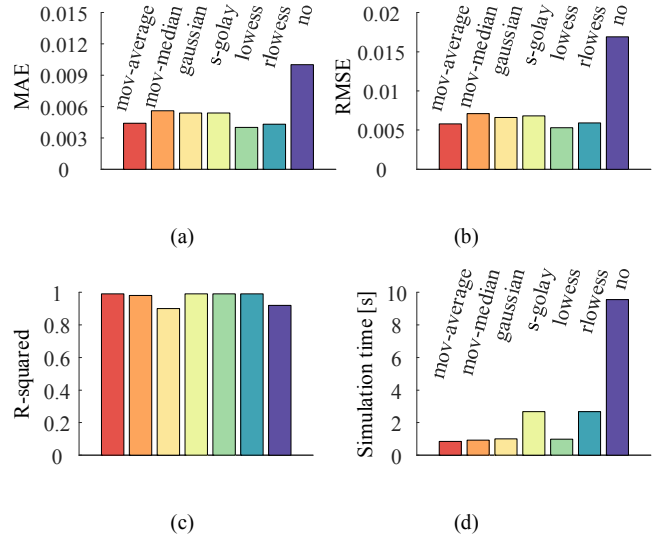 0.015
0.012
0.009
0.006
0.003
0
MAE
mov-average
mov-median
gaussian
s-golay
lowess
rlowess
no
(a)
0.02
0.015
0.01
0.005
0
RMSE
mov-average
mov-median
gaussian
s-golay
lowess
rlowess
no
(b)
1
0.8
0.6
0.4
0.2
0
R-squared
(c)
10
8
6
4
2
0
Simulation time [s]
mov-average
mov-median
gaussian
s-golay
lowess
rlowess
no
(d)